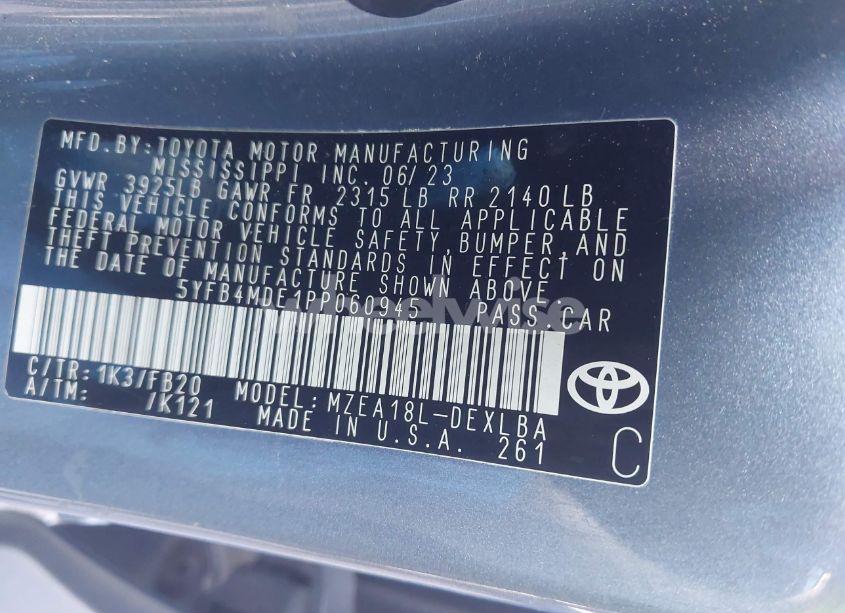 MFD.BY:TOYOTA MOTOR MANUFACTURING
MISSISSIPPI INC. 06/23
GVWR 3925LB GAWR FR 2315 LB RR 2140 LB
THIS VEHICLE CONFORMS TO ALL APPLICABLE
FEDERAL MOTOR VEHICLE SAFETY,BUMPER,AND
THEFT PREVENTION STANDARDS IN EFFECT ON
THE DATE OF MANUFACTURE SHOWN ABOVE.
5YFB4MDE1PP060945 PASS.CAR
wheelwise
C/TR:1K3/FB20 MODEL:MZEA18L-DEXLBA
A/TM: /K121 MADE IN U.S.A. 261
C